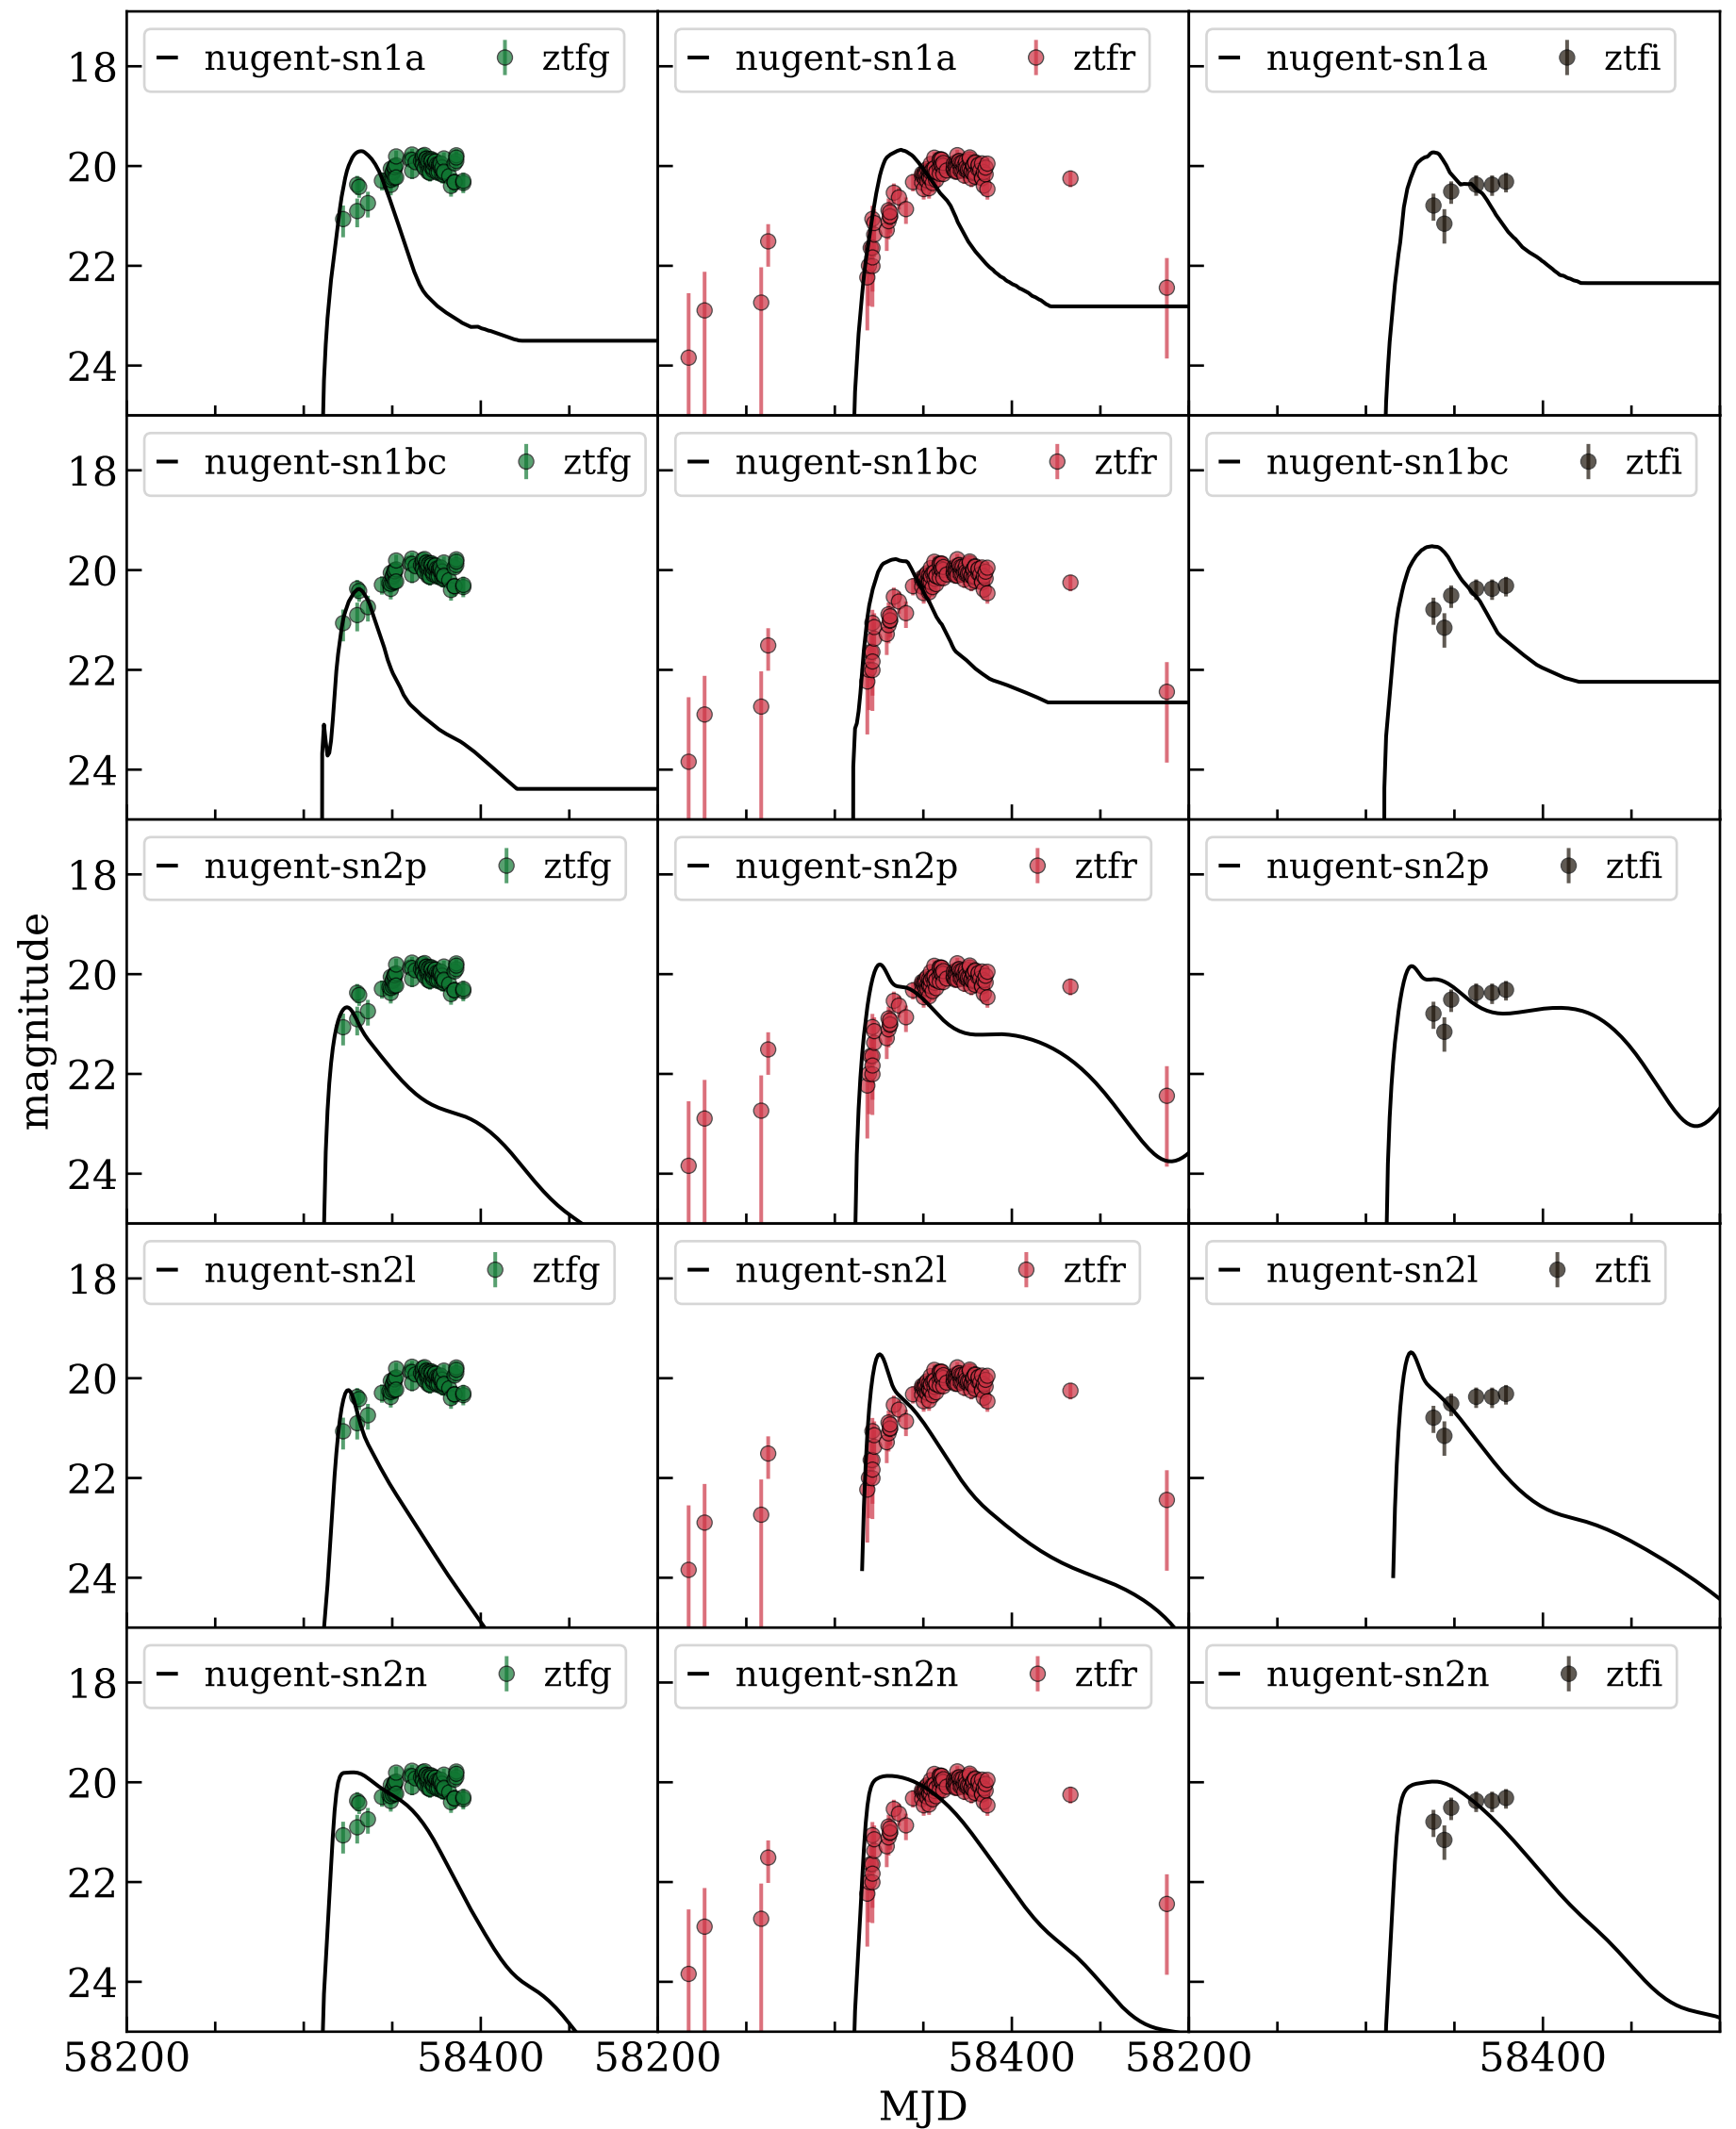 nugent-sn1a ztfg nugent-sn1a ztfr nugent-sn1a ztfi
18
20
22
24
nugent-sn1bc ztfg nugent-sn1bc ztfr nugent-sn1bc ztfi
18
20
22
24
nugent-sn2p ztfg nugent-sn2p ztfr nugent-sn2p ztfi
18
20
22
24
magnitude
nugent-sn2l ztfg nugent-sn2l ztfr nugent-sn2l ztfi
18
20
22
24
nugent-sn2n ztfg nugent-sn2n ztfr nugent-sn2n ztfi
18
20
22
24
58200 58400 58200 58400 58200 58400
MJD